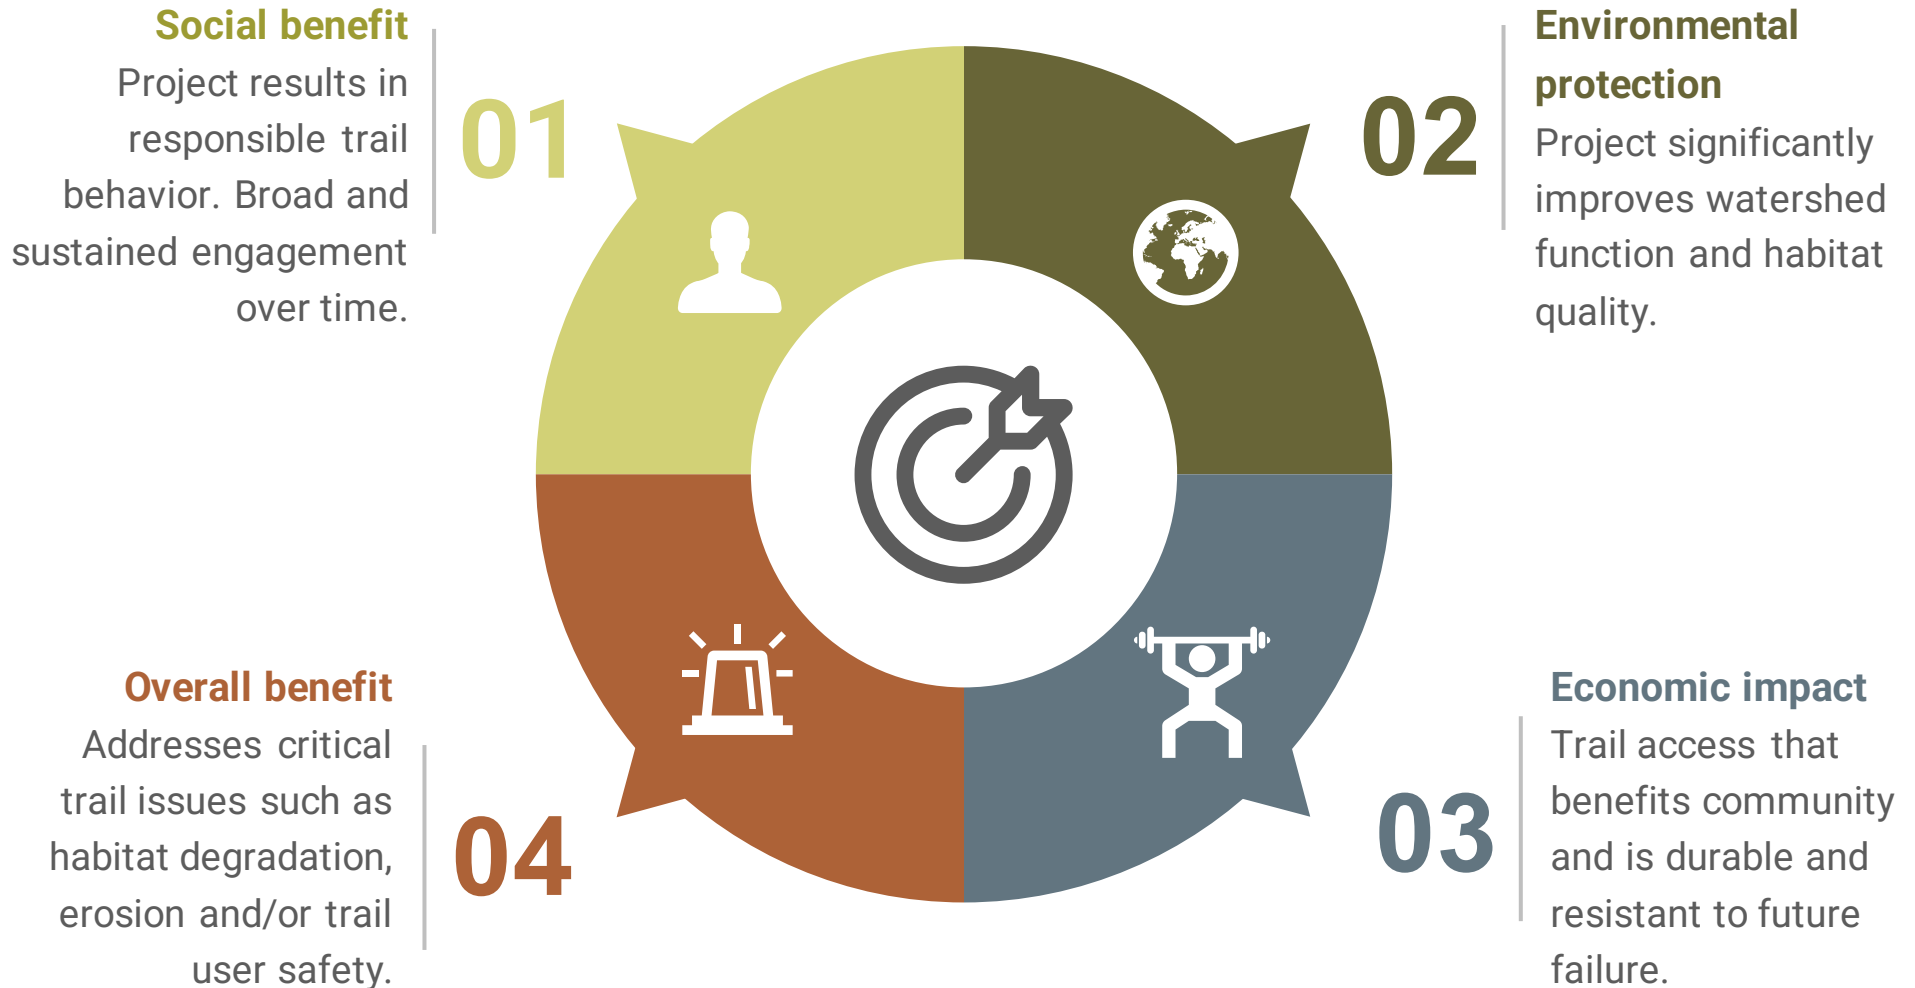 Social benefit
Project results in
responsible trail
behavior. Broad and
sustained engagement
over time.
01
02
Environmental
protection
Project significantly
improves watershed
function and habitat
quality.
03
Economic impact
Trail access that
benefits community
and is durable and
resistant to future
failure.
Overall benefit
Addresses critical
trail issues such as
habitat degradation,
erosion and/or trail
user safety.
04